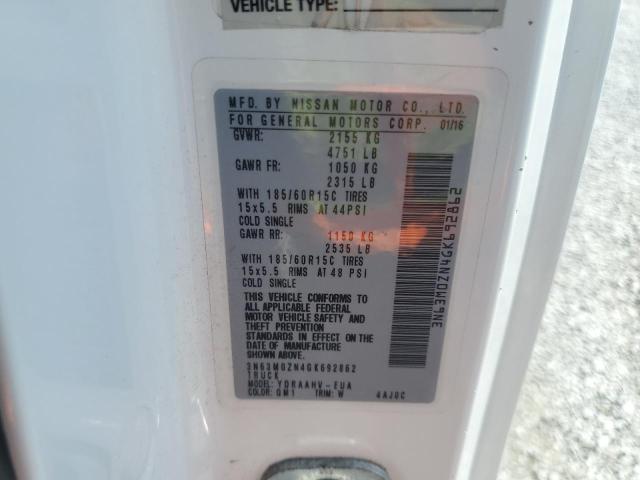 VEHICLE TYPE:
MFD. BY NISSAN MOTOR CO., LTD.
FOR GENERAL MOTORS CORP. 01/16
GVWR: 2155 KG
4751 LB
GAWR FR: 1050 KG
2315 LB
WITH 185/60R15C TIRES
15x5.5 RIMS AT 44PSI
COLD SINGLE
GAWR RR: 1150 KG
2535 LB
WITH 185/60R15C TIRES
15x5.5 RIMS AT 48 PSI
COLD SINGLE
THIS VEHICLE CONFORMS TO
ALL APPLICABLE FEDERAL
MOTOR VEHICLE SAFETY AND
THEFT PREVENTION
STANDARDS IN EFFECT ON
THE DATE OF MANUFACTURE
SHOWN ABOVE.
3N63M0ZN4GK692862
TRUCK
MODEL: YDRAAHV-EUA
COLOR: QM1 TRIM: W 4AJ0C
3N63M0ZN4GK692862